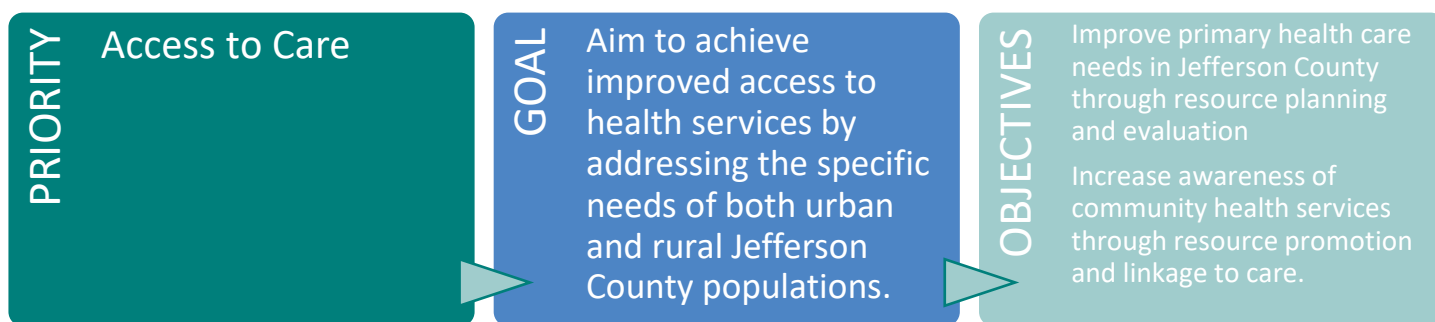 PRIORITY
Access to Care
GOAL
Aim to achieve
improved access to
health services by
addressing the specific
needs of both urban
and rural Jefferson
County populations.
OBJECTIVES
Improve primary health care
needs in Jefferson County
through resource planning
and evaluation
Increase awareness of
community health services
through resource promotion
and linkage to care.